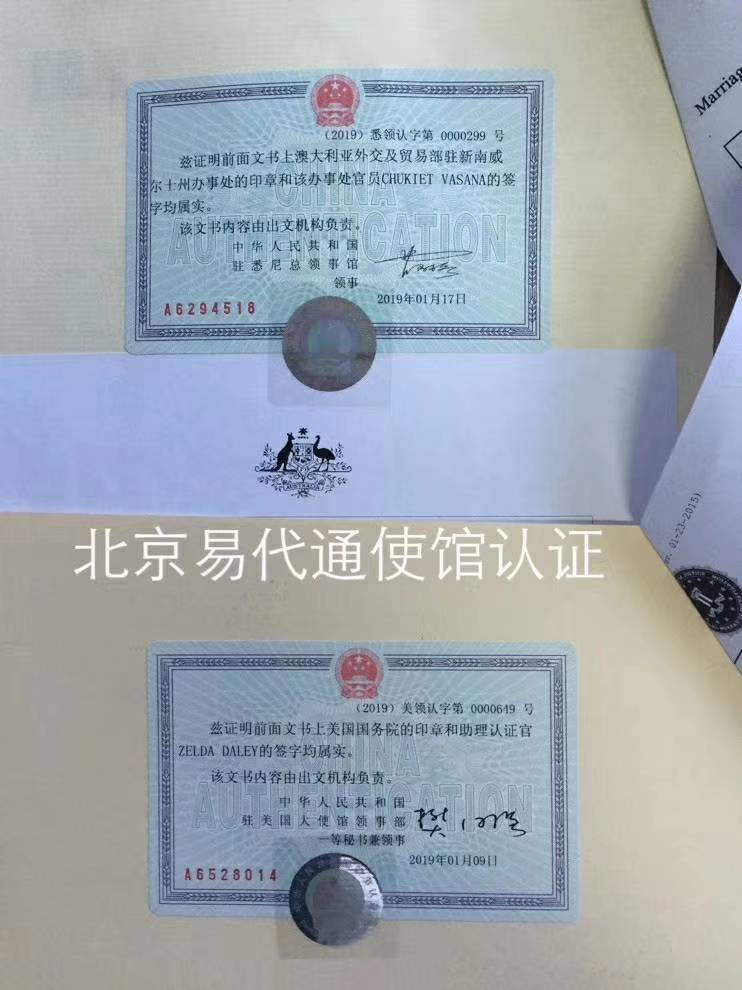 Marriag
（2019）悉领认字第 0000299 号
兹证明前面文书上澳大利亚外交及贸易部驻新南威
尔士州办事处的印章和该办事处官员CHUKIET VASANA的签
字均属实。
该文书内容由出文机构负责。
CHINA
AUTHENTICATION
中华人民共和国
驻悉尼总领事馆
领事
2019年01月17日
A6294518
AUSTRALIA
01-23-2015)
北京易代通使馆认证
（2019）美领认字第 0000649 号
兹证明前面文书上美国国务院的印章和助理认证官
ZELDA DALEY的签字均属实。
该文书内容由出文机构负责。
CHINA
AUTHENTICATION
中华人民共和国
驻美国大使馆领事部
一等秘书兼领事
2019年01月09日
A6528014